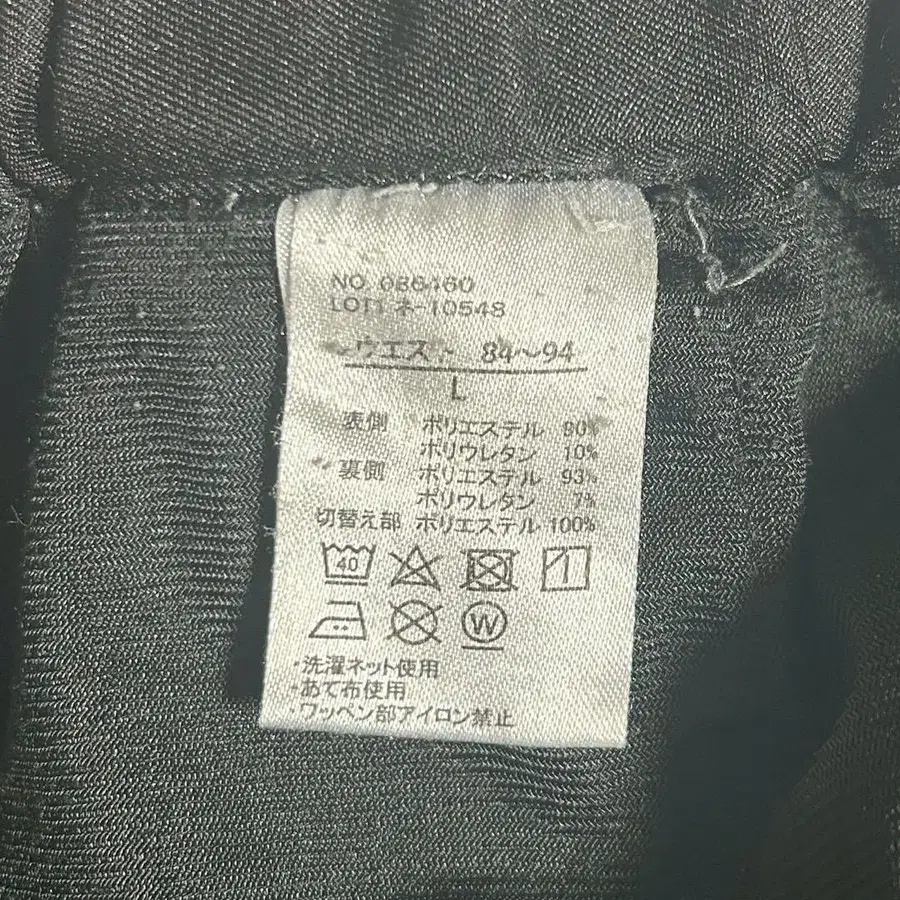 NO. 086460
LOT1 ネ-10548
ウエスト 84〜94
L
表側 ポリエステル 90%
ポリウレタン 10%
裏側 ポリエステル 93%
ポリウレタン 7%
切替え部 ポリエステル 100%
40
W
・洗濯ネット使用
・あて布使用
・ワッペン部アイロン禁止